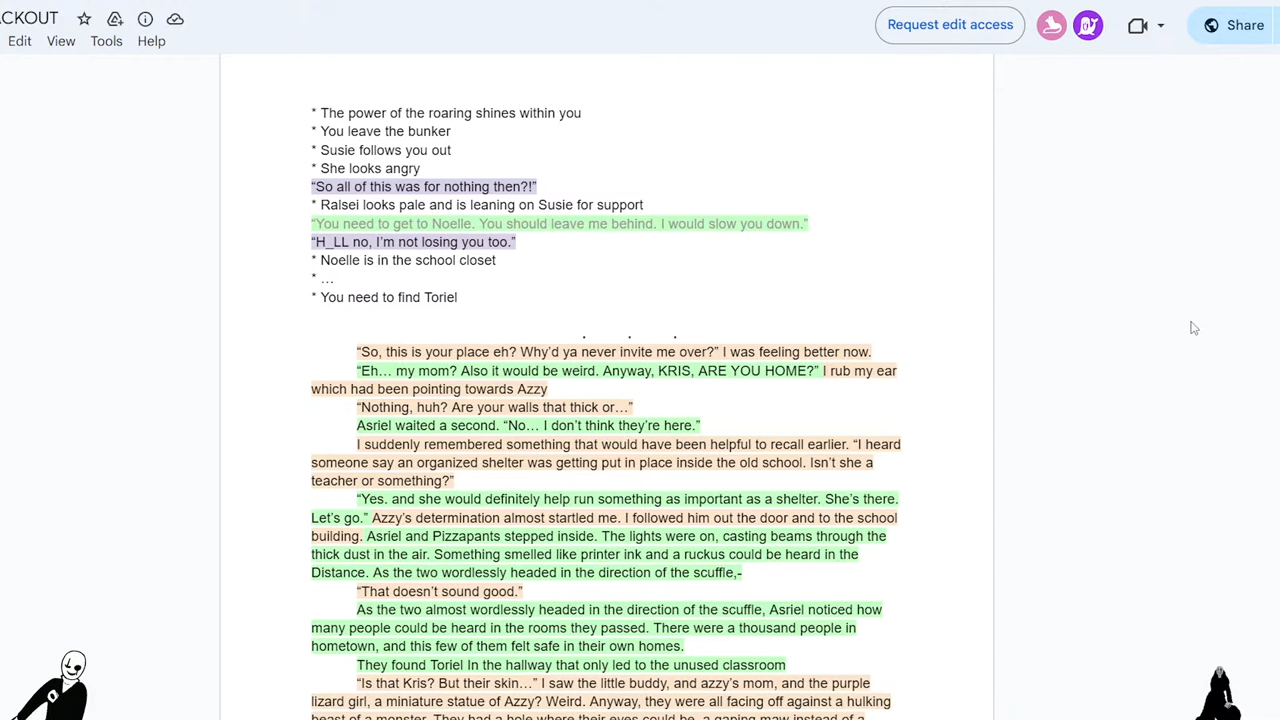 CKOUT
Request edit access
Share
Edit View Tools Help
* The power of the roaring shines within you
* You leave the bunker
* Susie follows you out
* She looks angry
“So all of this was for nothing then?!”
* Ralsei looks pale and is leaning on Susie for support
“You need to get to Noelle. You should leave me behind. I would slow you down.”
“H_LL no, I’m not losing you too.”
* Noelle is in the school closet
* …
* You need to find Toriel
. . .
“So, this is your place eh? Why’d ya never invite me over?” I was feeling better now.
“Eh… my mom? Also it would be weird. Anyway, KRIS, ARE YOU HOME?” I rub my ear
which had been pointing towards Azzy
“Nothing, huh? Are your walls that thick or…”
Asriel waited a second. “No… I don’t think they’re here.”
I suddenly remembered something that would have been helpful to recall earlier. “I heard
someone say an organized shelter was getting put in place inside the old school. Isn’t she a
teacher or something?”
“Yes. and she would definitely help run something as important as a shelter. She’s there.
Let’s go.” Azzy’s determination almost startled me. I followed him out the door and to the school
building. Asriel and Pizzapants stepped inside. The lights were on, casting beams through the
thick dust in the air. Something smelled like printer ink and a ruckus could be heard in the
Distance. As the two wordlessly headed in the direction of the scuffle,-
“That doesn’t sound good.”
As the two almost wordlessly headed in the direction of the scuffle, Asriel noticed how
many people could be heard in the rooms they passed. There were a thousand people in
hometown, and this few of them felt safe in their own homes.
They found Toriel In the hallway that only led to the unused classroom
“Is that Kris? But their skin…” I saw the little buddy, and azzy’s mom, and the purple
lizard girl, a miniature statue of Azzy? Weird. Anyway, they were all facing off against a hulking
beast of a monster. They had a hole where their eyes could be, a gaping maw instead of a